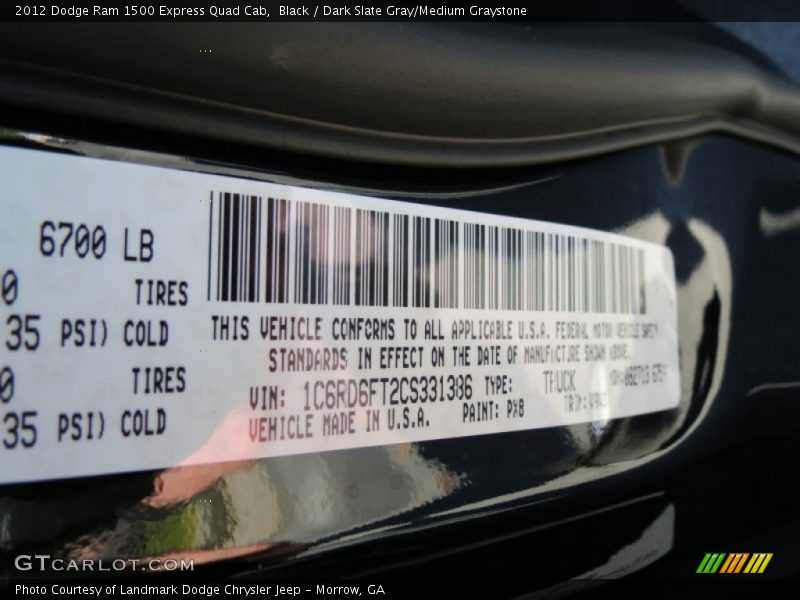 2012 Dodge Ram 1500 Express Quad Cab,  Black / Dark Slate Gray/Medium Graystone
6700 LB
0 TIRES
35 PSI) COLD
0 TIRES
35 PSI) COLD
THIS VEHICLE CONFORMS TO ALL APPLICABLE U.S.A. FEDERAL MOTOR VEHICLE SAFETY
STANDARDS IN EFFECT ON THE DATE OF MANUFACTURE SHOWN ABOVE.
VIN: 1C6RD6FT2CS331386 TYPE: TRUCK
VEHICLE MADE IN U.S.A. PAINT: PX8 TRIM:
GTCARLOT.COM
Photo Courtesy of Landmark Dodge Chrysler Jeep - Morrow, GA